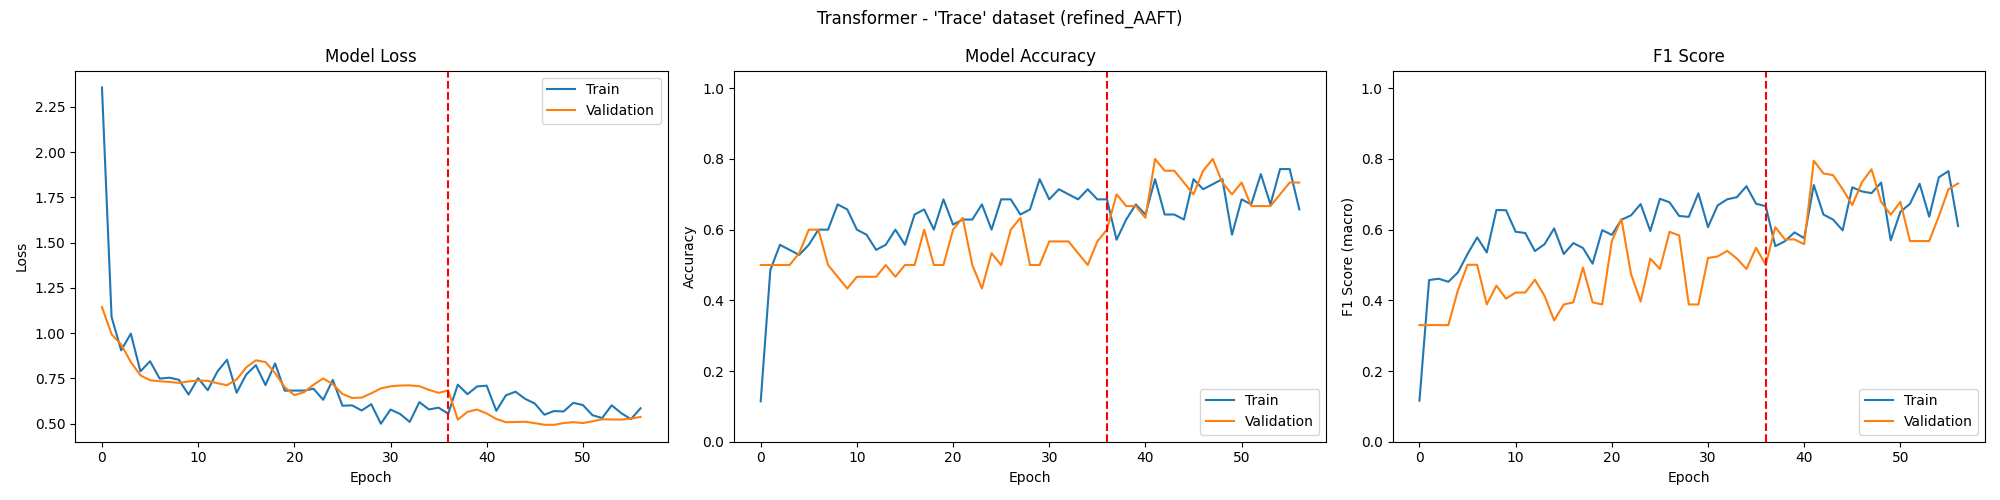 Transformer - 'Trace' dataset (refined_AAFT)
Model Loss
Loss
2.25
2.00
1.75
1.50
1.25
1.00
0.75
0.50
0 10 20 30 40 50
Epoch
Train
Validation
Model Accuracy
Accuracy
1.0
0.8
0.6
0.4
0.2
0.0
0 10 20 30 40 50
Epoch
Train
Validation
F1 Score
F1 Score (macro)
1.0
0.8
0.6
0.4
0.2
0.0
0 10 20 30 40 50
Epoch
Train
Validation